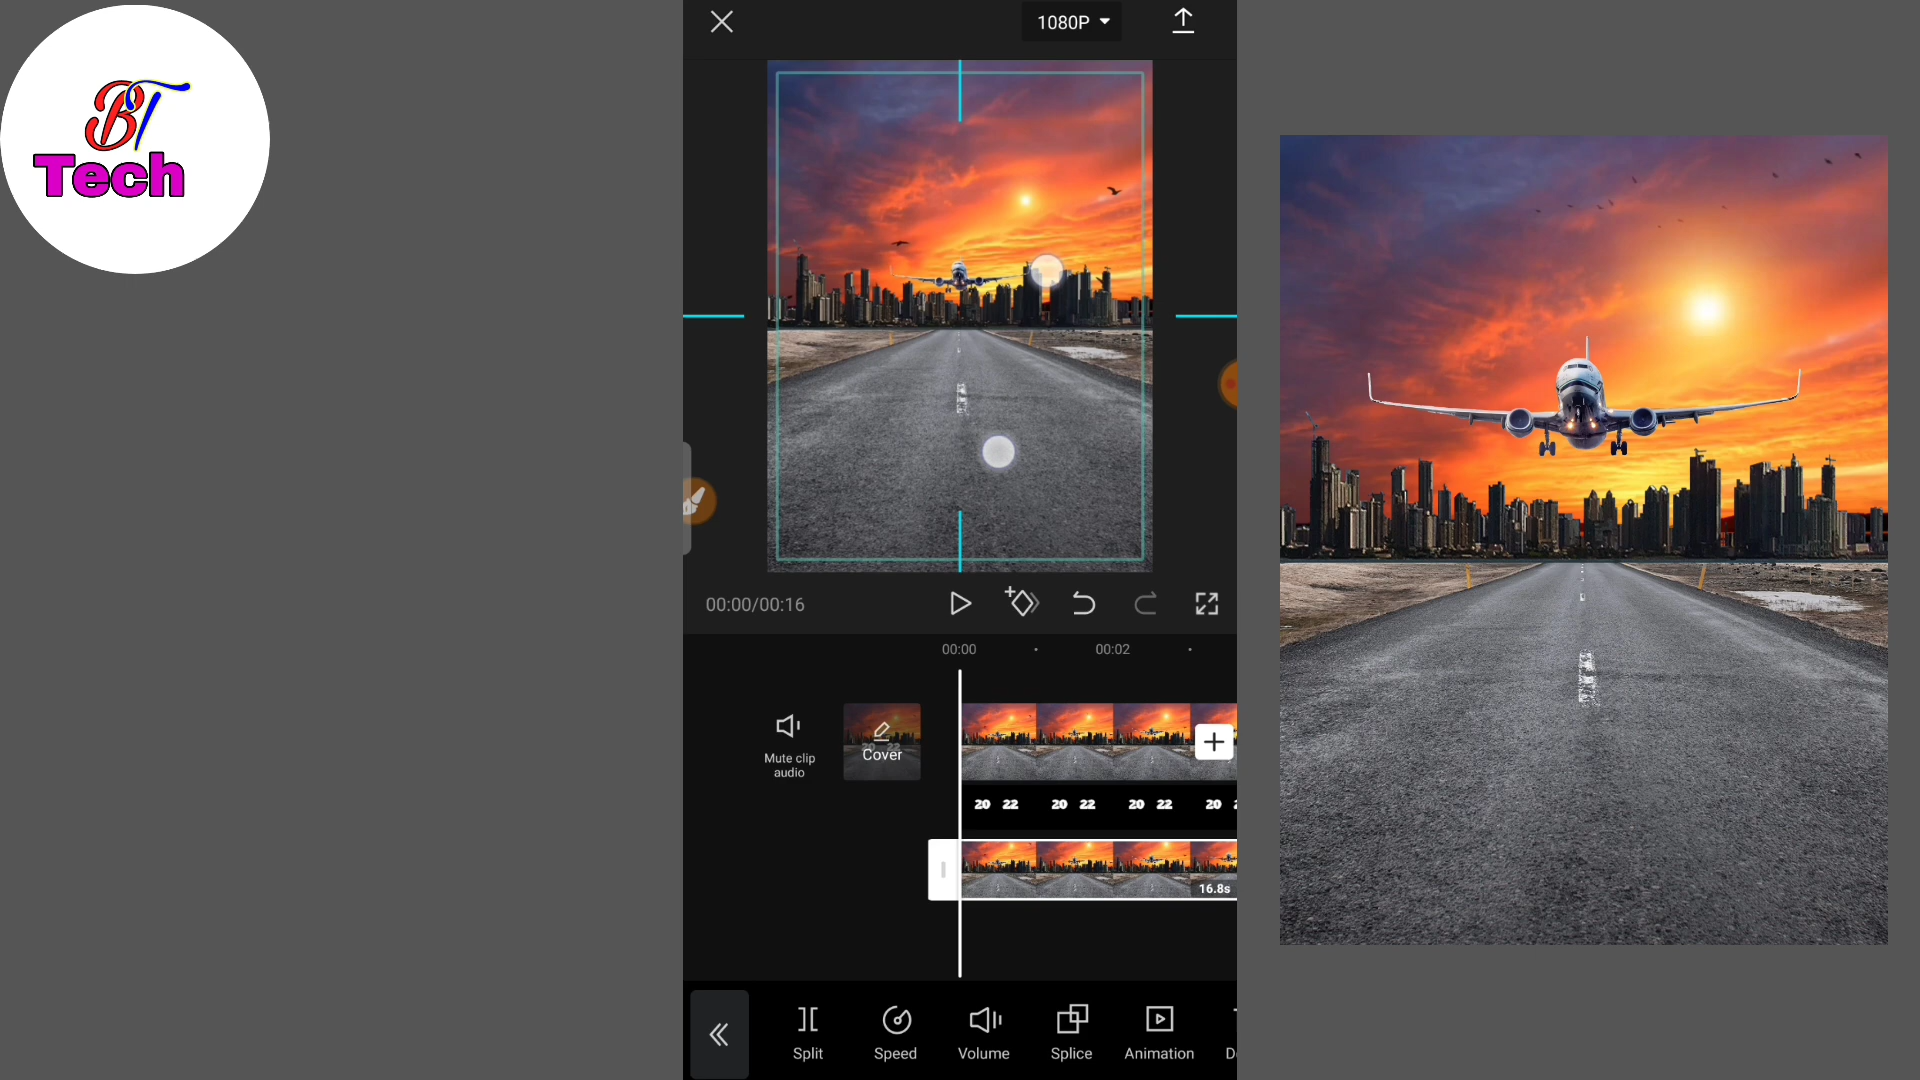 BT
Tech
1080P
00:00/00:16
00:00
00:02
Mute clip
audio
Cover
20 22 20 22 20 22 20
16.8s
Split
Speed
Volume
Splice
Animation